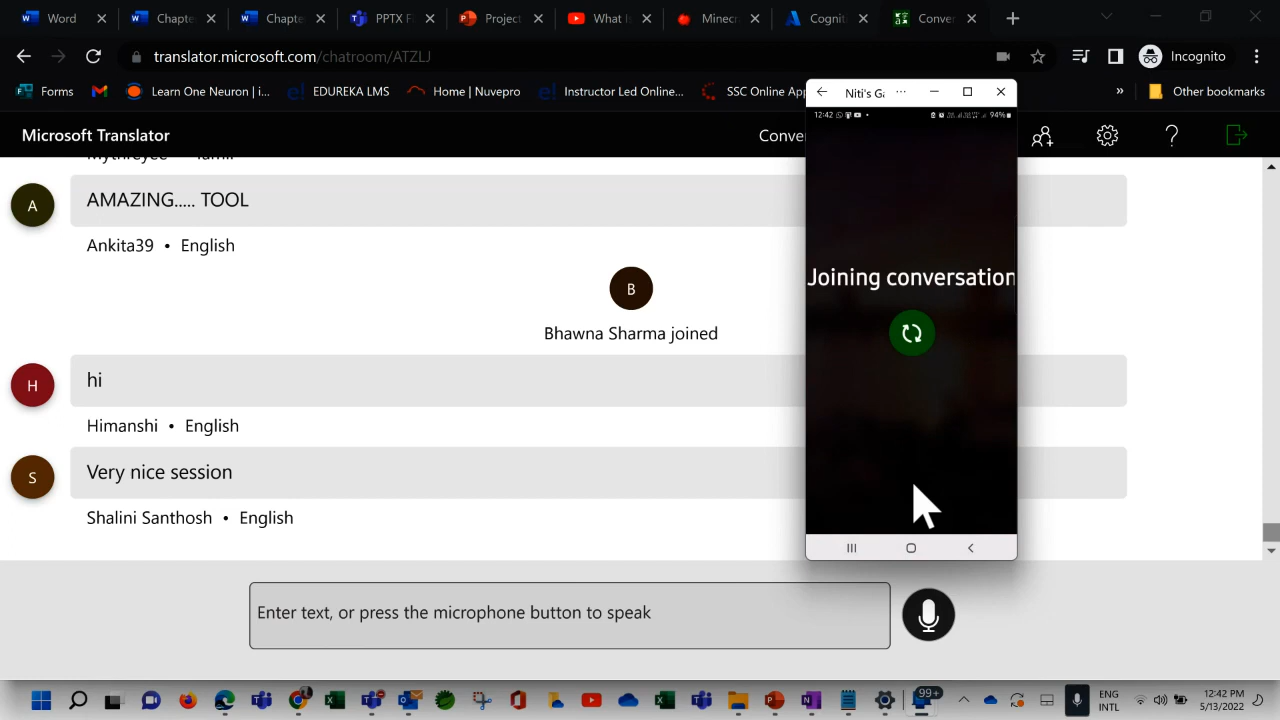 Word
Chapte
Chapte
PPTX F
Project
What I
Minecr
Cognit
Conver
translator.microsoft.com/chatroom/ATZLJ
Incognito
Forms
Learn One Neuron | i...
EDUREKA LMS
Home | Nuvepro
Instructor Led Online...
SSC Online App
»
Other bookmarks
Niti's Ga
Microsoft Translator
Conve
12:42
94%
AMAZING..... TOOL
A
Ankita39 • English
B
Bhawna Sharma joined
Joining conversation
hi
H
Himanshi • English
Very nice session
S
Shalini Santhosh • English
Enter text, or press the microphone button to speak
99+
ENG
INTL
12:42 PM
5/13/2022